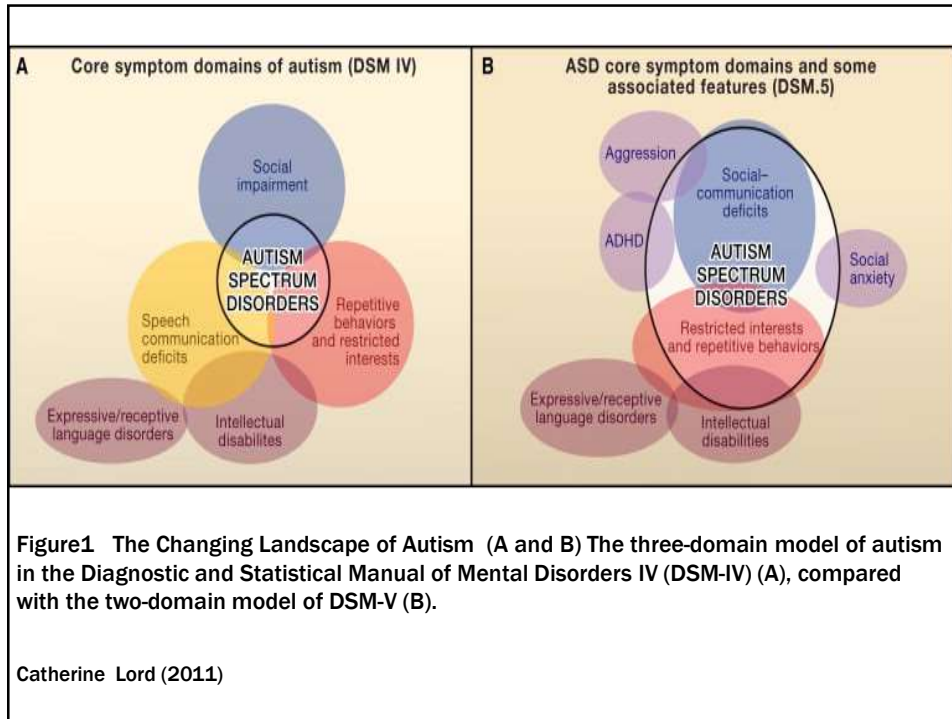 A
Core symptom domains of autism (DSM IV)
Social
impairment
AUTISM
SPECTRUM
DISORDERS
Speech
communication
deficits
Repetitive
behaviors
and restricted
interests
Expressive/receptive
language disorders
Intellectual
disabilites
B
ASD core symptom domains and some
associated features (DSM.5)
Aggression
Social–
communication
deficits
ADHD
AUTISM
SPECTRUM
DISORDERS
Social
anxiety
Restricted interests
and repetitive behaviors
Expressive/receptive
language disorders
Intellectual
disabilities
Figure1 The Changing Landscape of Autism (A and B) The three-domain model of autism
in the Diagnostic and Statistical Manual of Mental Disorders IV (DSM-IV) (A), compared
with the two-domain model of DSM-V (B).
Catherine Lord (2011)